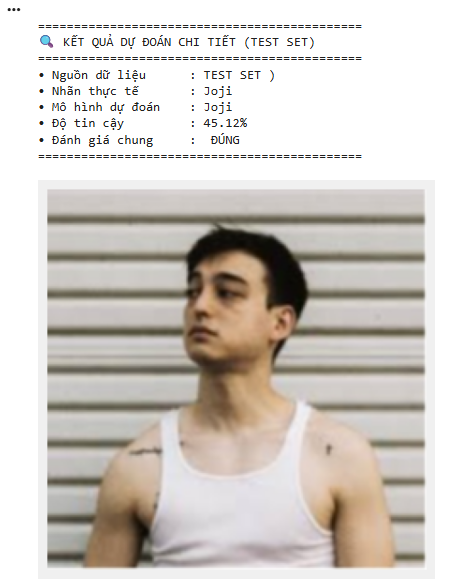 ...
==================================================
🔍 KẾT QUẢ DỰ ĐOÁN CHI TIẾT (TEST SET)
==================================================
• Nguồn dữ liệu : TEST SET )
• Nhãn thực tế : Joji
• Mô hình dự đoán : Joji
• Độ tin cậy : 45.12%
• Đánh giá chung : ĐÚNG
==================================================